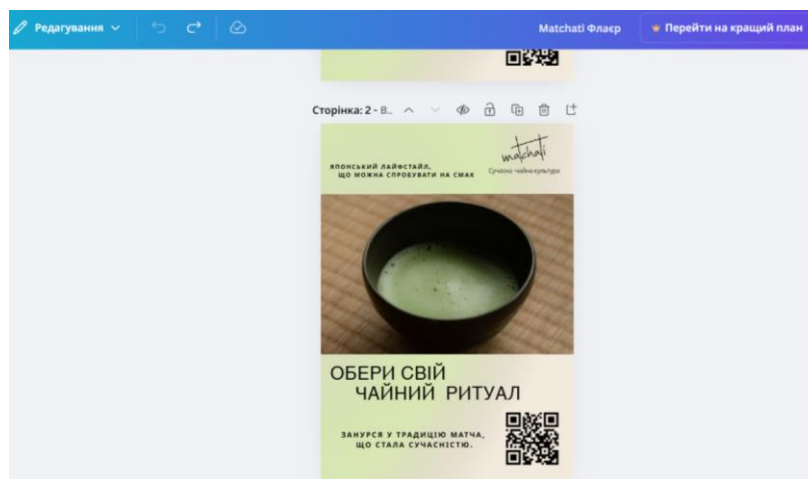 Редагування
Matchati Флаєр
Перейти на кращий план
Сторінка: 2 - В...
ЯПОНСЬКИЙ ЛАЙФСТАЙЛ,
ЩО МОЖНА СПРОБУВАТИ НА СМАК
matchati
Сучасна чайна культура
ОБЕРИ СВІЙ
ЧАЙНИЙ РИТУАЛ
ЗАНУРСЯ У ТРАДИЦІЮ МАТЧА,
ЩО СТАЛА СУЧАСНІСТЮ.